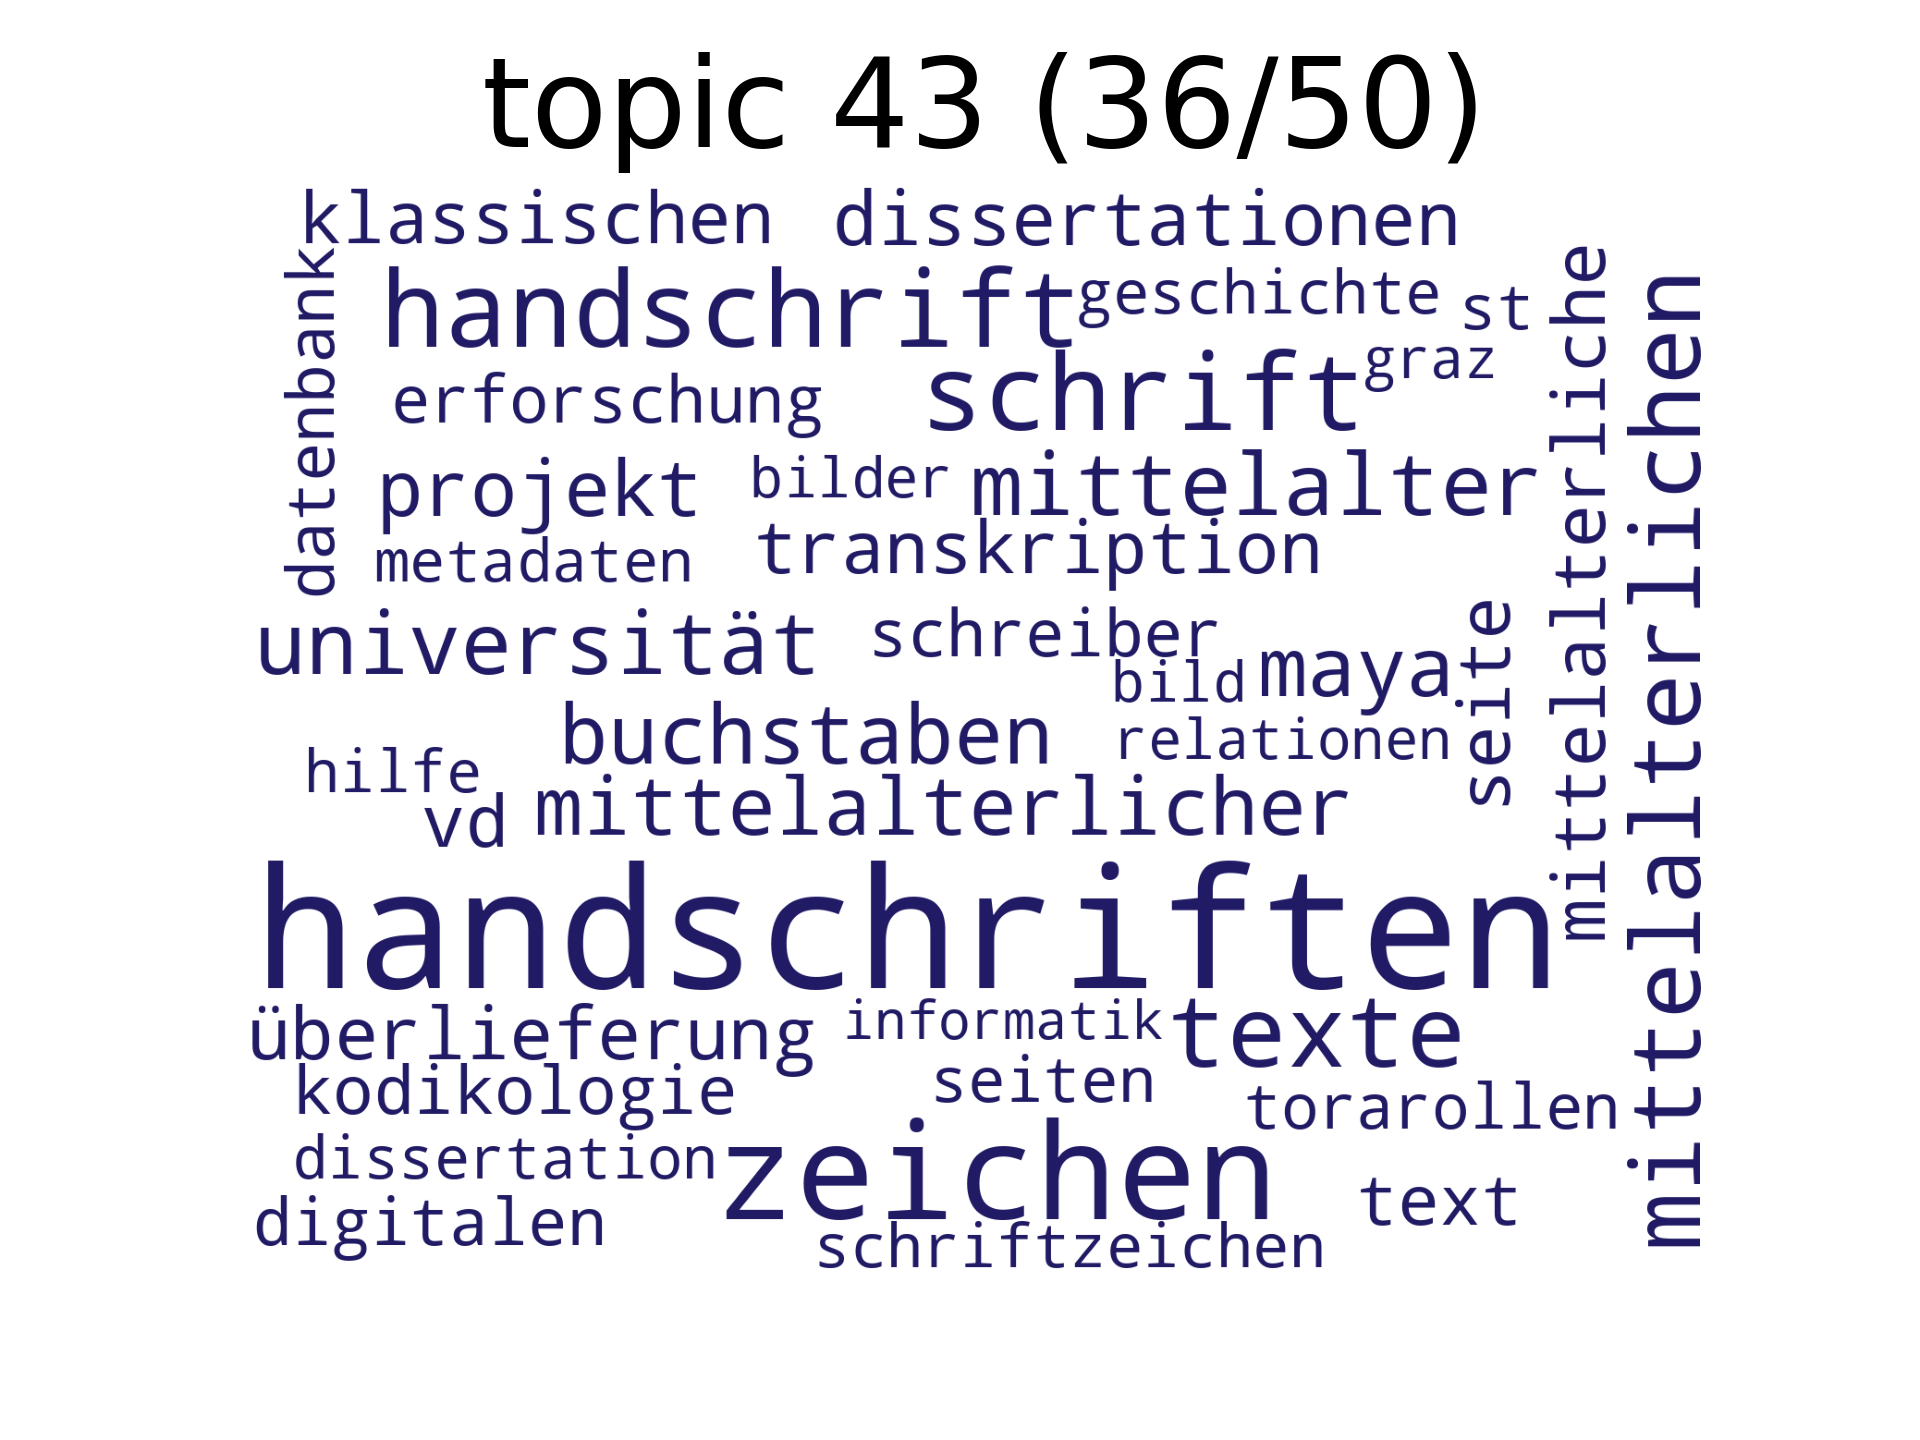 topic 43 (36/50)
klassischen dissertationen
handschrift geschichte st
datenbank
erforschung schrift graz
mittelalterliche
mittelalterlichen
projekt bilder mittelalter
metadaten transkription
universität schreiber
bild maya
seite
buchstaben relationen
hilfe
vd mittelalterlicher
handschriften
überlieferung informatik texte
kodikologie seiten torarollen
dissertation zeichen
digitalen text
schriftzeichen